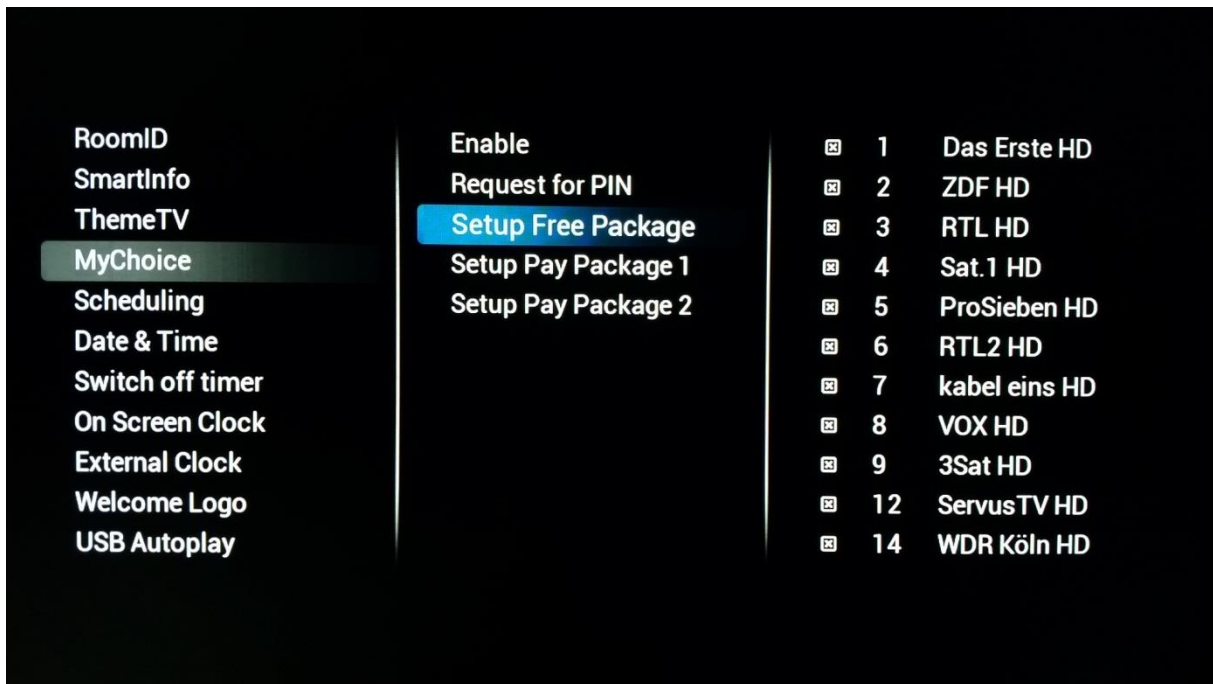 RoomID
SmartInfo
ThemeTV
MyChoice
Scheduling
Date & Time
Switch off timer
On Screen Clock
External Clock
Welcome Logo
USB Autoplay
Enable
Request for PIN
Setup Free Package
Setup Pay Package 1
Setup Pay Package 2
1 Das Erste HD
2 ZDF HD
3 RTL HD
4 Sat.1 HD
5 ProSieben HD
6 RTL2 HD
7 kabel eins HD
8 VOX HD
9 3Sat HD
12 ServusTV HD
14 WDR Köln HD